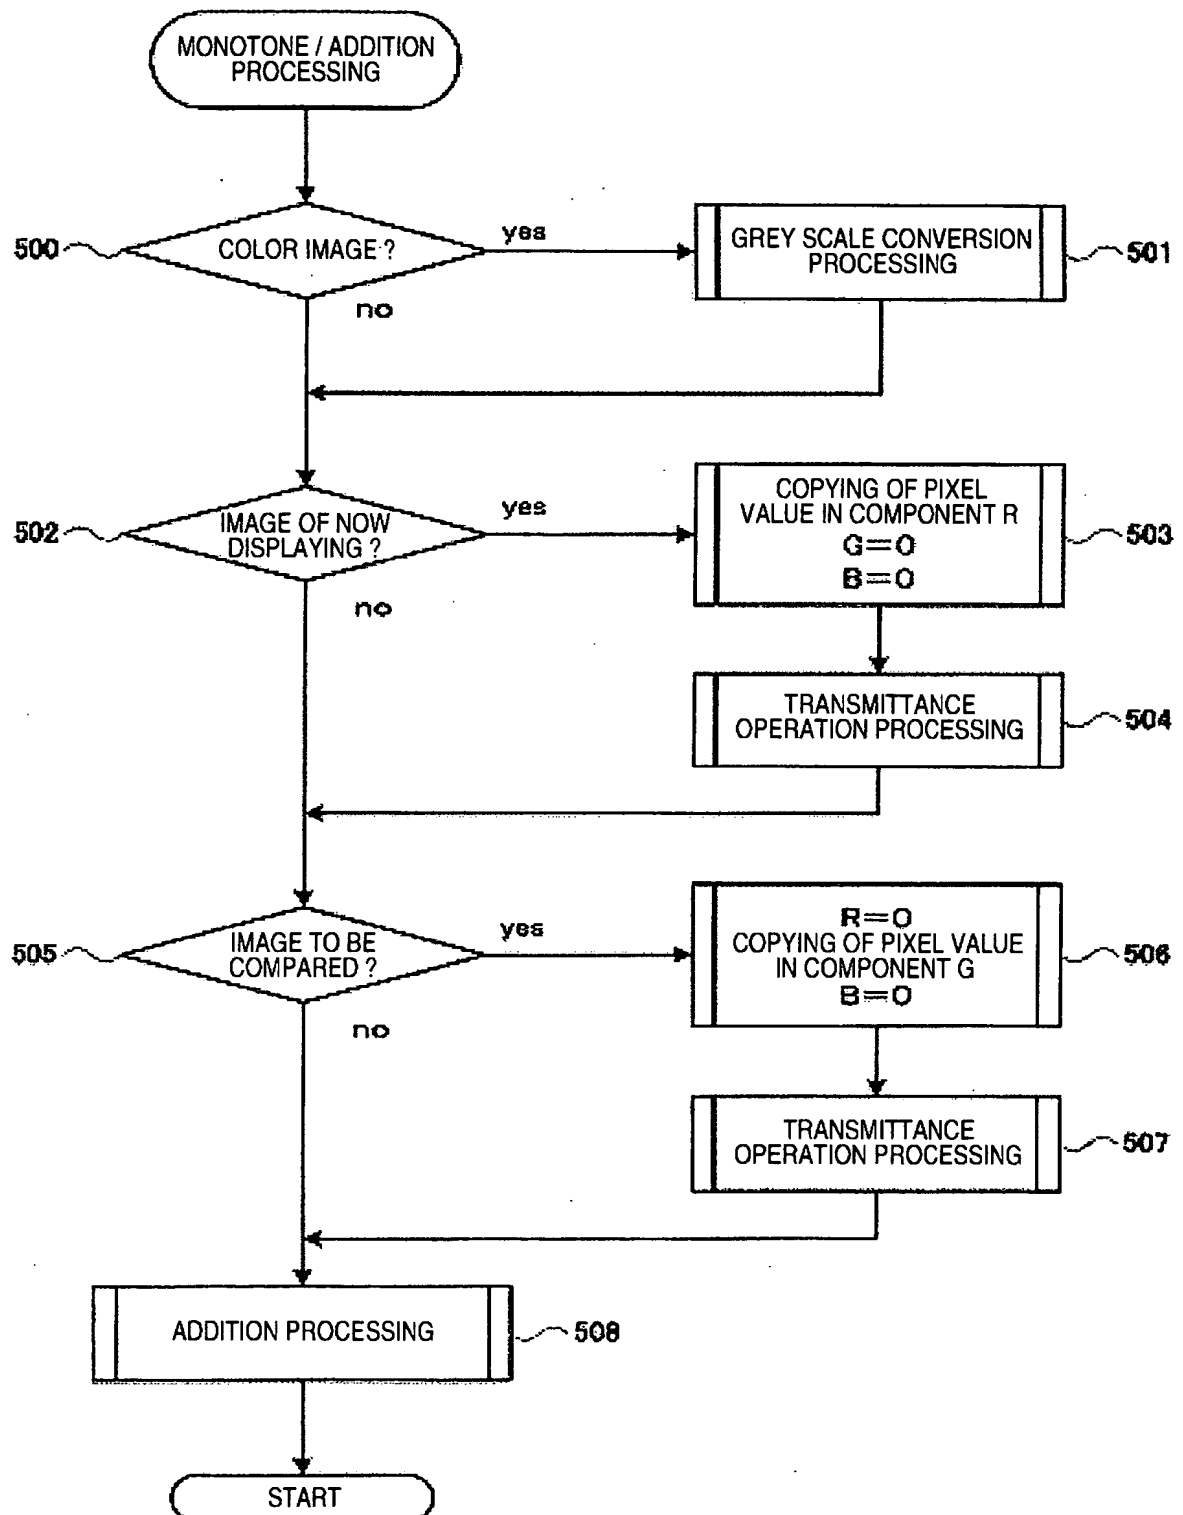 MONOTONE / ADDITION
PROCESSING
500
COLOR IMAGE ?
yes
no
GREY SCALE CONVERSION
PROCESSING
501
502
IMAGE OF NOW
DISPLAYING ?
yes
no
COPYING OF PIXEL
VALUE IN COMPONENT R
G=0
B=0
503
TRANSMITTANCE
OPERATION PROCESSING
504
505
IMAGE TO BE
COMPARED ?
yes
no
R=0
COPYING OF PIXEL VALUE
IN COMPONENT G
B=0
506
TRANSMITTANCE
OPERATION PROCESSING
507
ADDITION PROCESSING
508
START